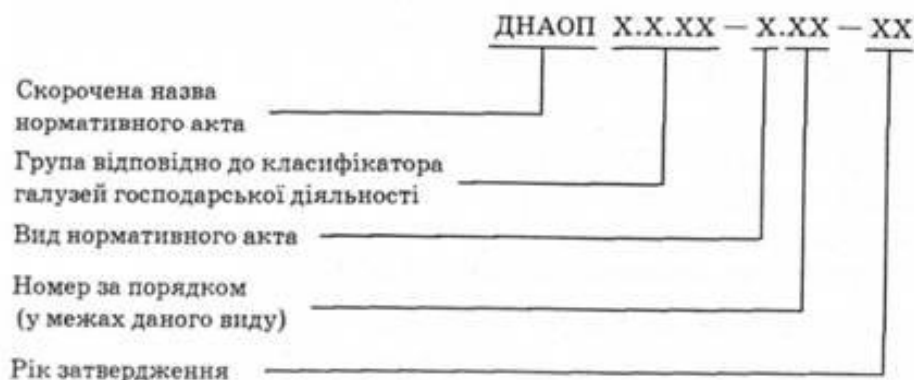 ДНАОП Х.Х.ХХ — Х.ХХ — ХХ
Скорочена назва
нормативного акта
Група відповідно до класифікатора
галузей господарської діяльності
Вид нормативного акта
Номер за порядком
(у межах даного виду)
Рік затвердження